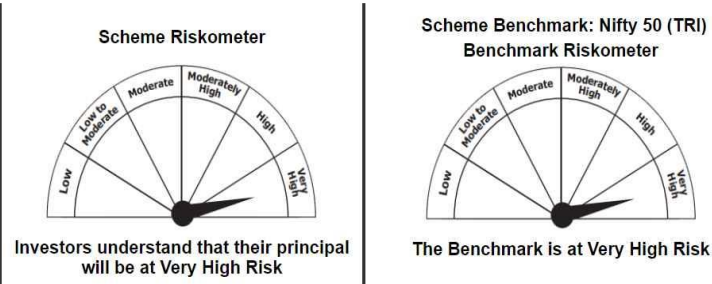 Scheme Riskometer
Low
Low to
Moderate
Moderate
Moderately
High
High
Very
High
Investors understand that their principal
will be at Very High Risk
Scheme Benchmark: Nifty 50 (TRI)
Benchmark Riskometer
Low
Low to
Moderate
Moderate
Moderately
High
High
Very
High
The Benchmark is at Very High Risk